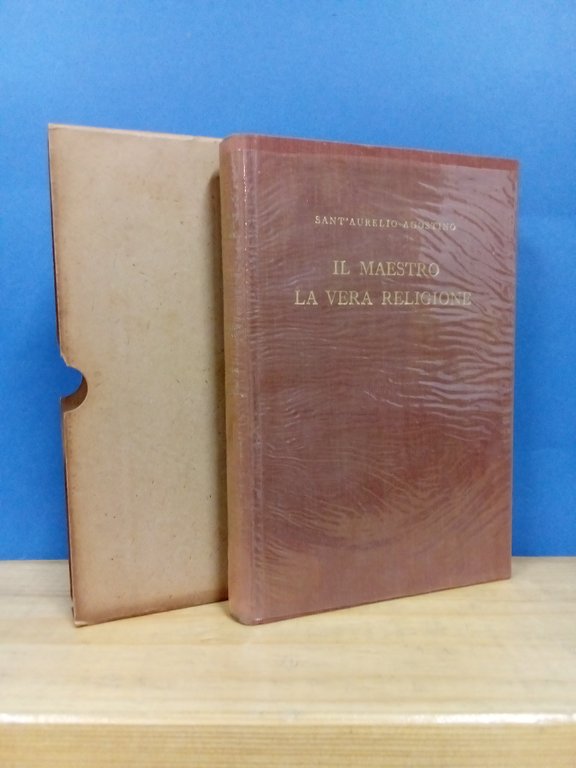 SANT'AURELIO AGOSTINO
IL MAESTRO
LA VERA RELIGIONE